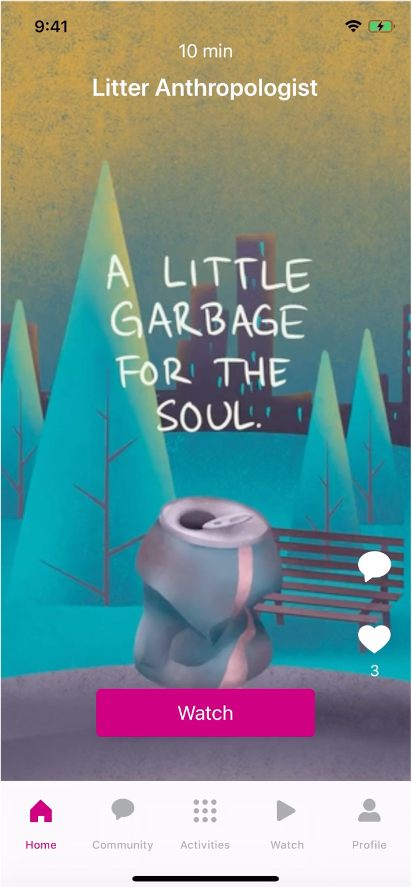 9:41
10 min
Litter Anthropologist
A LITTLE
GARBAGE
FOR THE
SOUL.
3
Watch
Home Community Activities Watch Profile